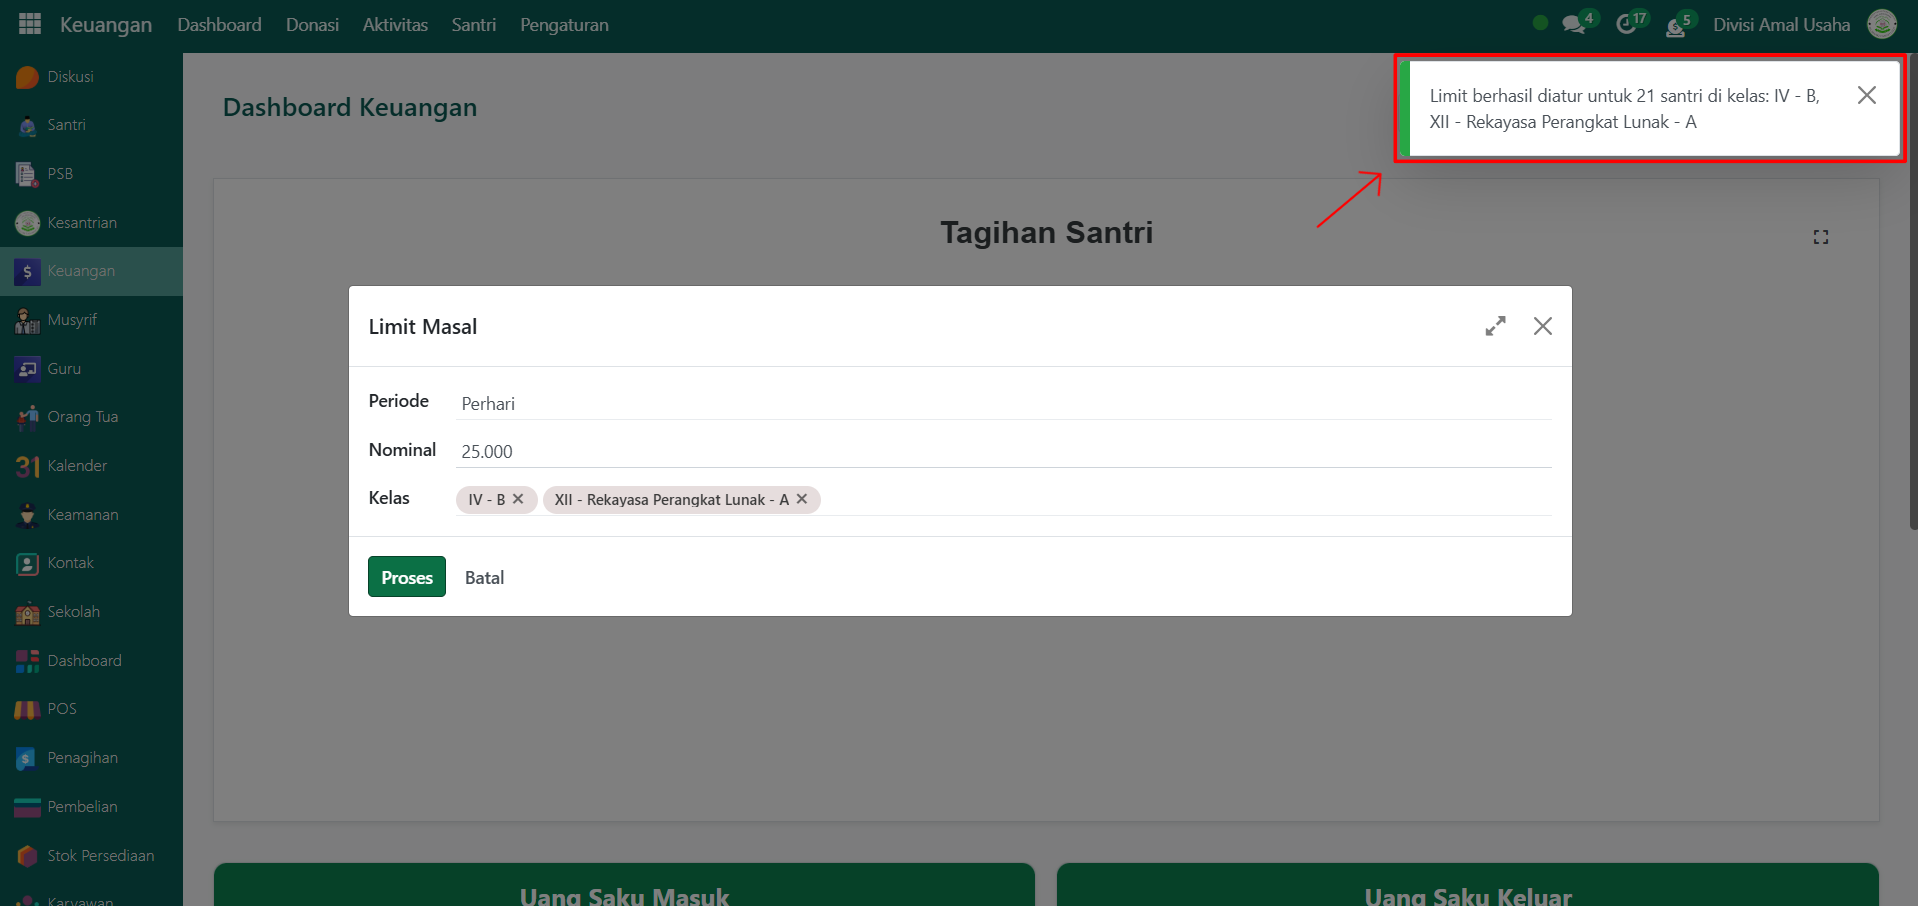 Keuangan Dashboard Donasi Aktivitas Santri Pengaturan 4 17 5 Divisi Amal Usaha
Diskusi
Santri
PSB
Kesantrian
Keuangan
Musyrif
Guru
Orang Tua
31 Kalender
Keamanan
Kontak
Sekolah
Dashboard
POS
Penagihan
Pembelian
Stok Persediaan
Karyawan
Dashboard Keuangan
Limit berhasil diatur untuk 21 santri di kelas: IV - B,
XII - Rekayasa Perangkat Lunak - A
Tagihan Santri
Limit Masal
Periode Perhari
Nominal 25.000
Kelas IV - B XII - Rekayasa Perangkat Lunak - A
Proses Batal
Uang Saku Masuk Uang Saku Keluar